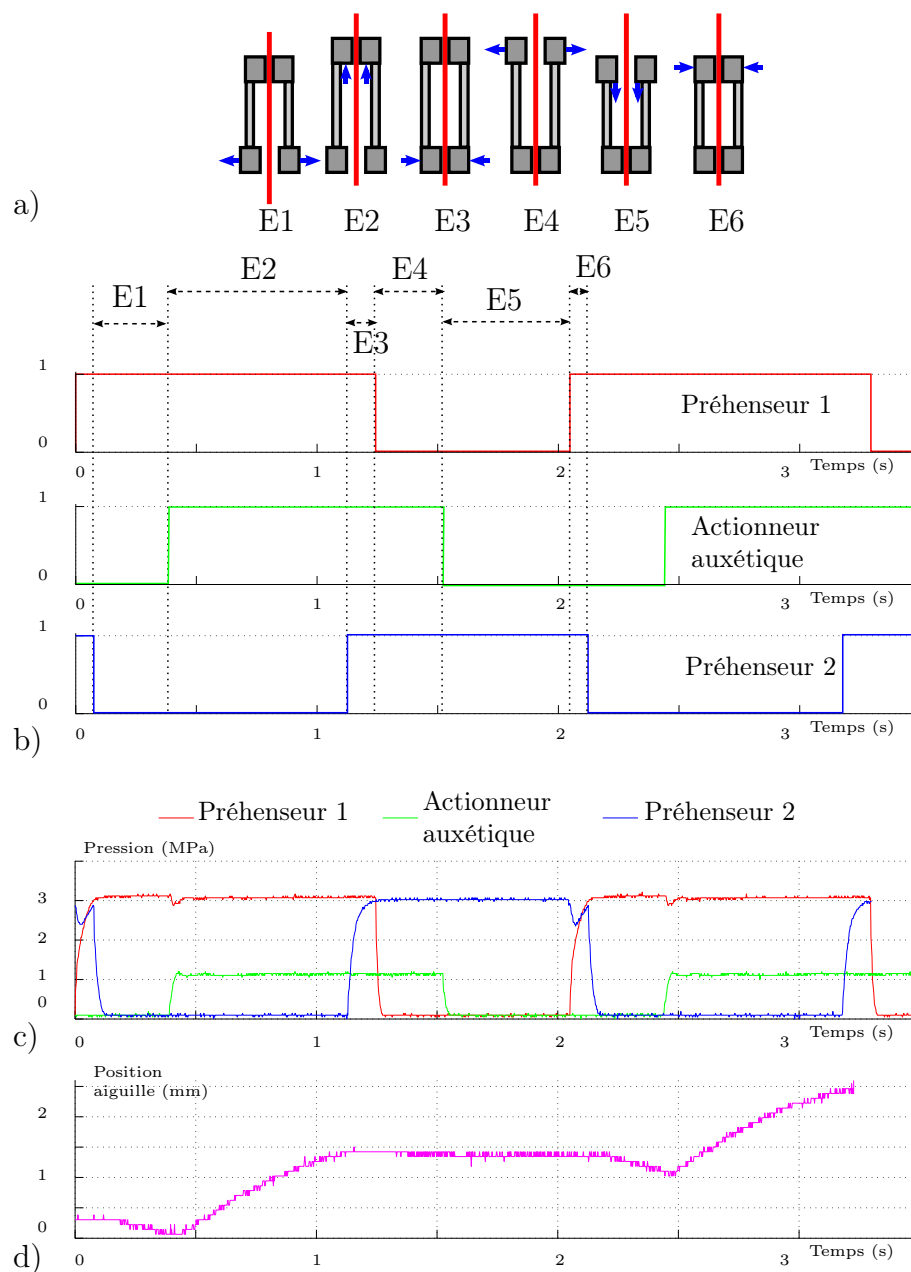 a)
E1 E2 E3 E4 E5 E6
E1 E2 E3 E4 E5 E6
1
0
Préhenseur 1
0 1 2 3 Temps (s)
1
0
Actionneur
auxétique
0 1 2 3 Temps (s)
1
0
Préhenseur 2
b)
0 1 2 3 Temps (s)
Préhenseur 1 Actionneur auxétique Préhenseur 2
Pression (MPa)
3
2
1
0
c)
0 1 2 3 Temps (s)
Position
aiguille (mm)
2
1
0
d)
0 1 2 3 Temps (s)